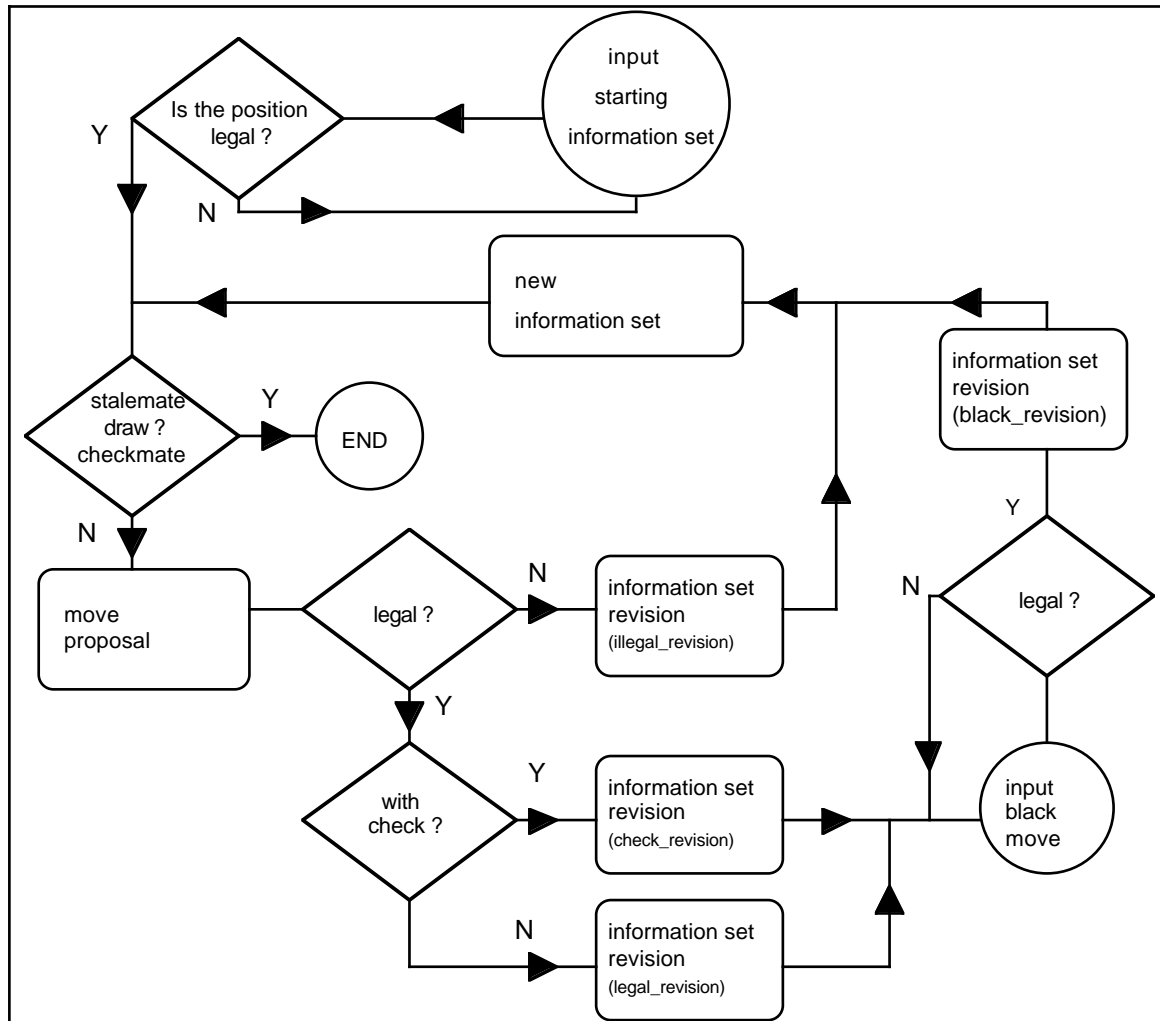 input
starting
information set
Is the position
legal ?
Y
N
new
information set
information set
revision
(black_revision)
stalemate
draw ?
checkmate
Y
END
N
move
proposal
legal ?
N
information set
revision
(illegal_revision)
Y
legal ?
N
Y
with
check ?
Y
information set
revision
(check_revision)
input
black
move
N
information set
revision
(legal_revision)